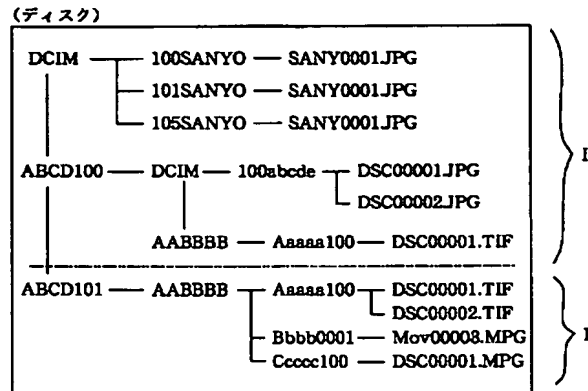 (ディスク)
DCIM 100SANYO SANY0001.JPG
101SANYO SANY0001.JPG
105SANYO SANY0001.JPG
ABCD100 DCIM 100abcde DSC00001.JPG
DSC00002.JPG
AABBBB Aaaaa100 DSC00001.TIF
ABCD101 AABBBB Aaaaa100 DSC00001.TIF
DSC00002.TIF
Bbbb0001 Mov00003.MPG
Ccccc100 DSC00001.MPG